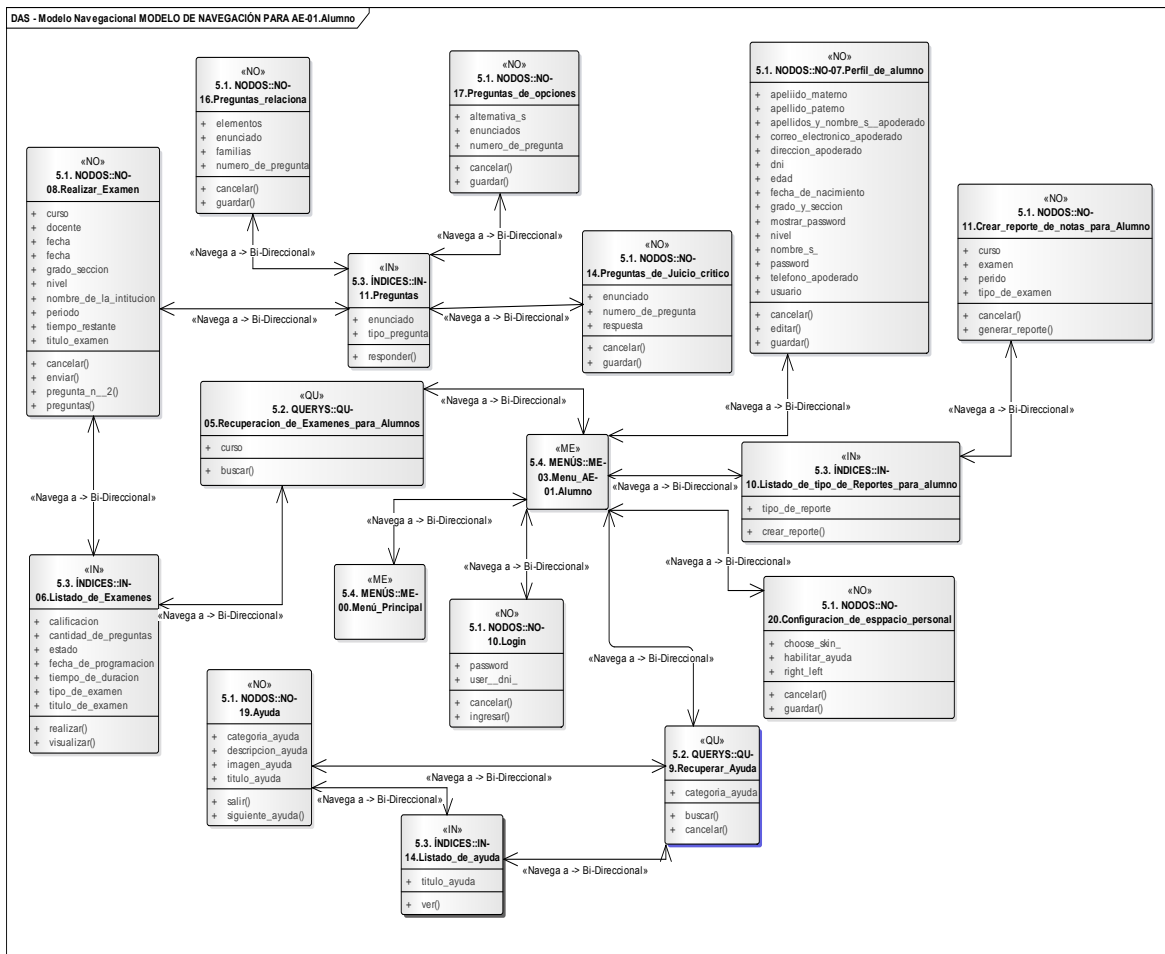 DAS - Modelo Navegacional MODELO DE NAVEGACIÓN PARA AE-01.Alumno
«NO»
5.1. NODOS::NO-
16.Preguntas_relaciona
+ elementos
+ enunciado
+ familias
+ numero_de_pregunta
+ cancelar()
+ guardar()
«NO»
5.1. NODOS::NO-
17.Preguntas_de_opciones
+ alternativa_s
+ enunciados
+ numero_de_pregunta
+ cancelar()
+ guardar()
«NO»
5.1. NODOS::NO-07.Perfil_de_alumno
+ apeliido_materno
+ apellido_paterno
+ apellidos_y_nombre_s__apoderado
+ correo_electronico_apoderado
+ direccion_apoderado
+ dni
+ edad
+ fecha_de_nacimiento
+ grado_y_seccion
+ mostrar_password
+ nivel
+ nombre_s_
+ password
+ telefono_apoderado
+ usuario
+ cancelar()
+ editar()
+ guardar()
«NO»
5.1. NODOS::NO-
08.Realizar_Examen
+ curso
+ docente
+ fecha
+ fecha
+ grado_seccion
+ nivel
+ nombre_de_la_intitucion
+ periodo
+ tiempo_restante
+ titulo_examen
+ cancelar()
+ enviar()
+ pregunta_n__2()
+ preguntas()
«NO»
5.1. NODOS::NO-
11.Crear_reporte_de_notas_para_Alumno
+ curso
+ examen
+ perido
+ tipo_de_examen
+ cancelar()
+ generar_reporte()
«Navega a -> Bi-Direccional»
«Navega a -> Bi-Direccional»
«IN»
5.3. ÍNDICES::IN-
11.Preguntas
+ enunciado
+ tipo_pregunta
+ responder()
«NO»
5.1. NODOS::NO-
14.Preguntas_de_Juicio_critico
+ enunciado
+ numero_de_pregunta
+ respuesta
+ cancelar()
+ guardar()
«Navega a -> Bi-Direccional»
«Navega a -> Bi-Direccional»
«QU»
5.2. QUERYS::QU-
05.Recuperacion_de_Examenes_para_Alumnos
+ curso
+ buscar()
«Navega a -> Bi-Direccional»
«Navega a -> Bi-Direccional»
«Navega a -> Bi-Direccional»
«ME»
5.4. MENÚS::ME-
03.Menu_AE-
01.Alumno
«IN»
5.3. ÍNDICES::IN-
10.Listado_de_tipo_de_Reportes_para_alumno
+ tipo_de_reporte
+ crear_reporte()
«Navega a -> Bi-Direccional»
«Navega a -> Bi-Direccional»
«Navega a -> Bi-Direccional»
«Navega a -> Bi-Direccional»
«Navega a -> Bi-Direccional»
«IN»
5.3. ÍNDICES::IN-
06.Listado_de_Examenes
+ calificacion
+ cantidad_de_preguntas
+ estado
+ fecha_de_programacion
+ tiempo_de_duracion
+ tipo_de_examen
+ titulo_de_examen
+ realizar()
+ visualizar()
«Navega a -> Bi-Direccional»
«ME»
5.4. MENÚS::ME-
00.Menú_Principal
«NO»
5.1. NODOS::NO-
10.Login
+ password
+ user__dni_
+ cancelar()
+ ingresar()
«NO»
5.1. NODOS::NO-
20.Configuracion_de_esppacio_personal
+ choose_skin_
+ habilitar_ayuda
+ right_left
+ cancelar()
+ guardar()
«Navega a -> Bi-Direccional»
«NO»
5.1. NODOS::NO-
19.Ayuda
+ categoria_ayuda
+ descripcion_ayuda
+ imagen_ayuda
+ titulo_ayuda
+ salir()
+ siguiente_ayuda()
«QU»
5.2. QUERYS::QU-
9.Recuperar_Ayuda
+ categoria_ayuda
+ buscar()
+ cancelar()
«Navega a -> Bi-Direccional»
«Navega a -> Bi-Direccional»
«IN»
5.3. ÍNDICES::IN-
14.Listado_de_ayuda
+ titulo_ayuda
+ ver()
«Navega a -> Bi-Direccional»